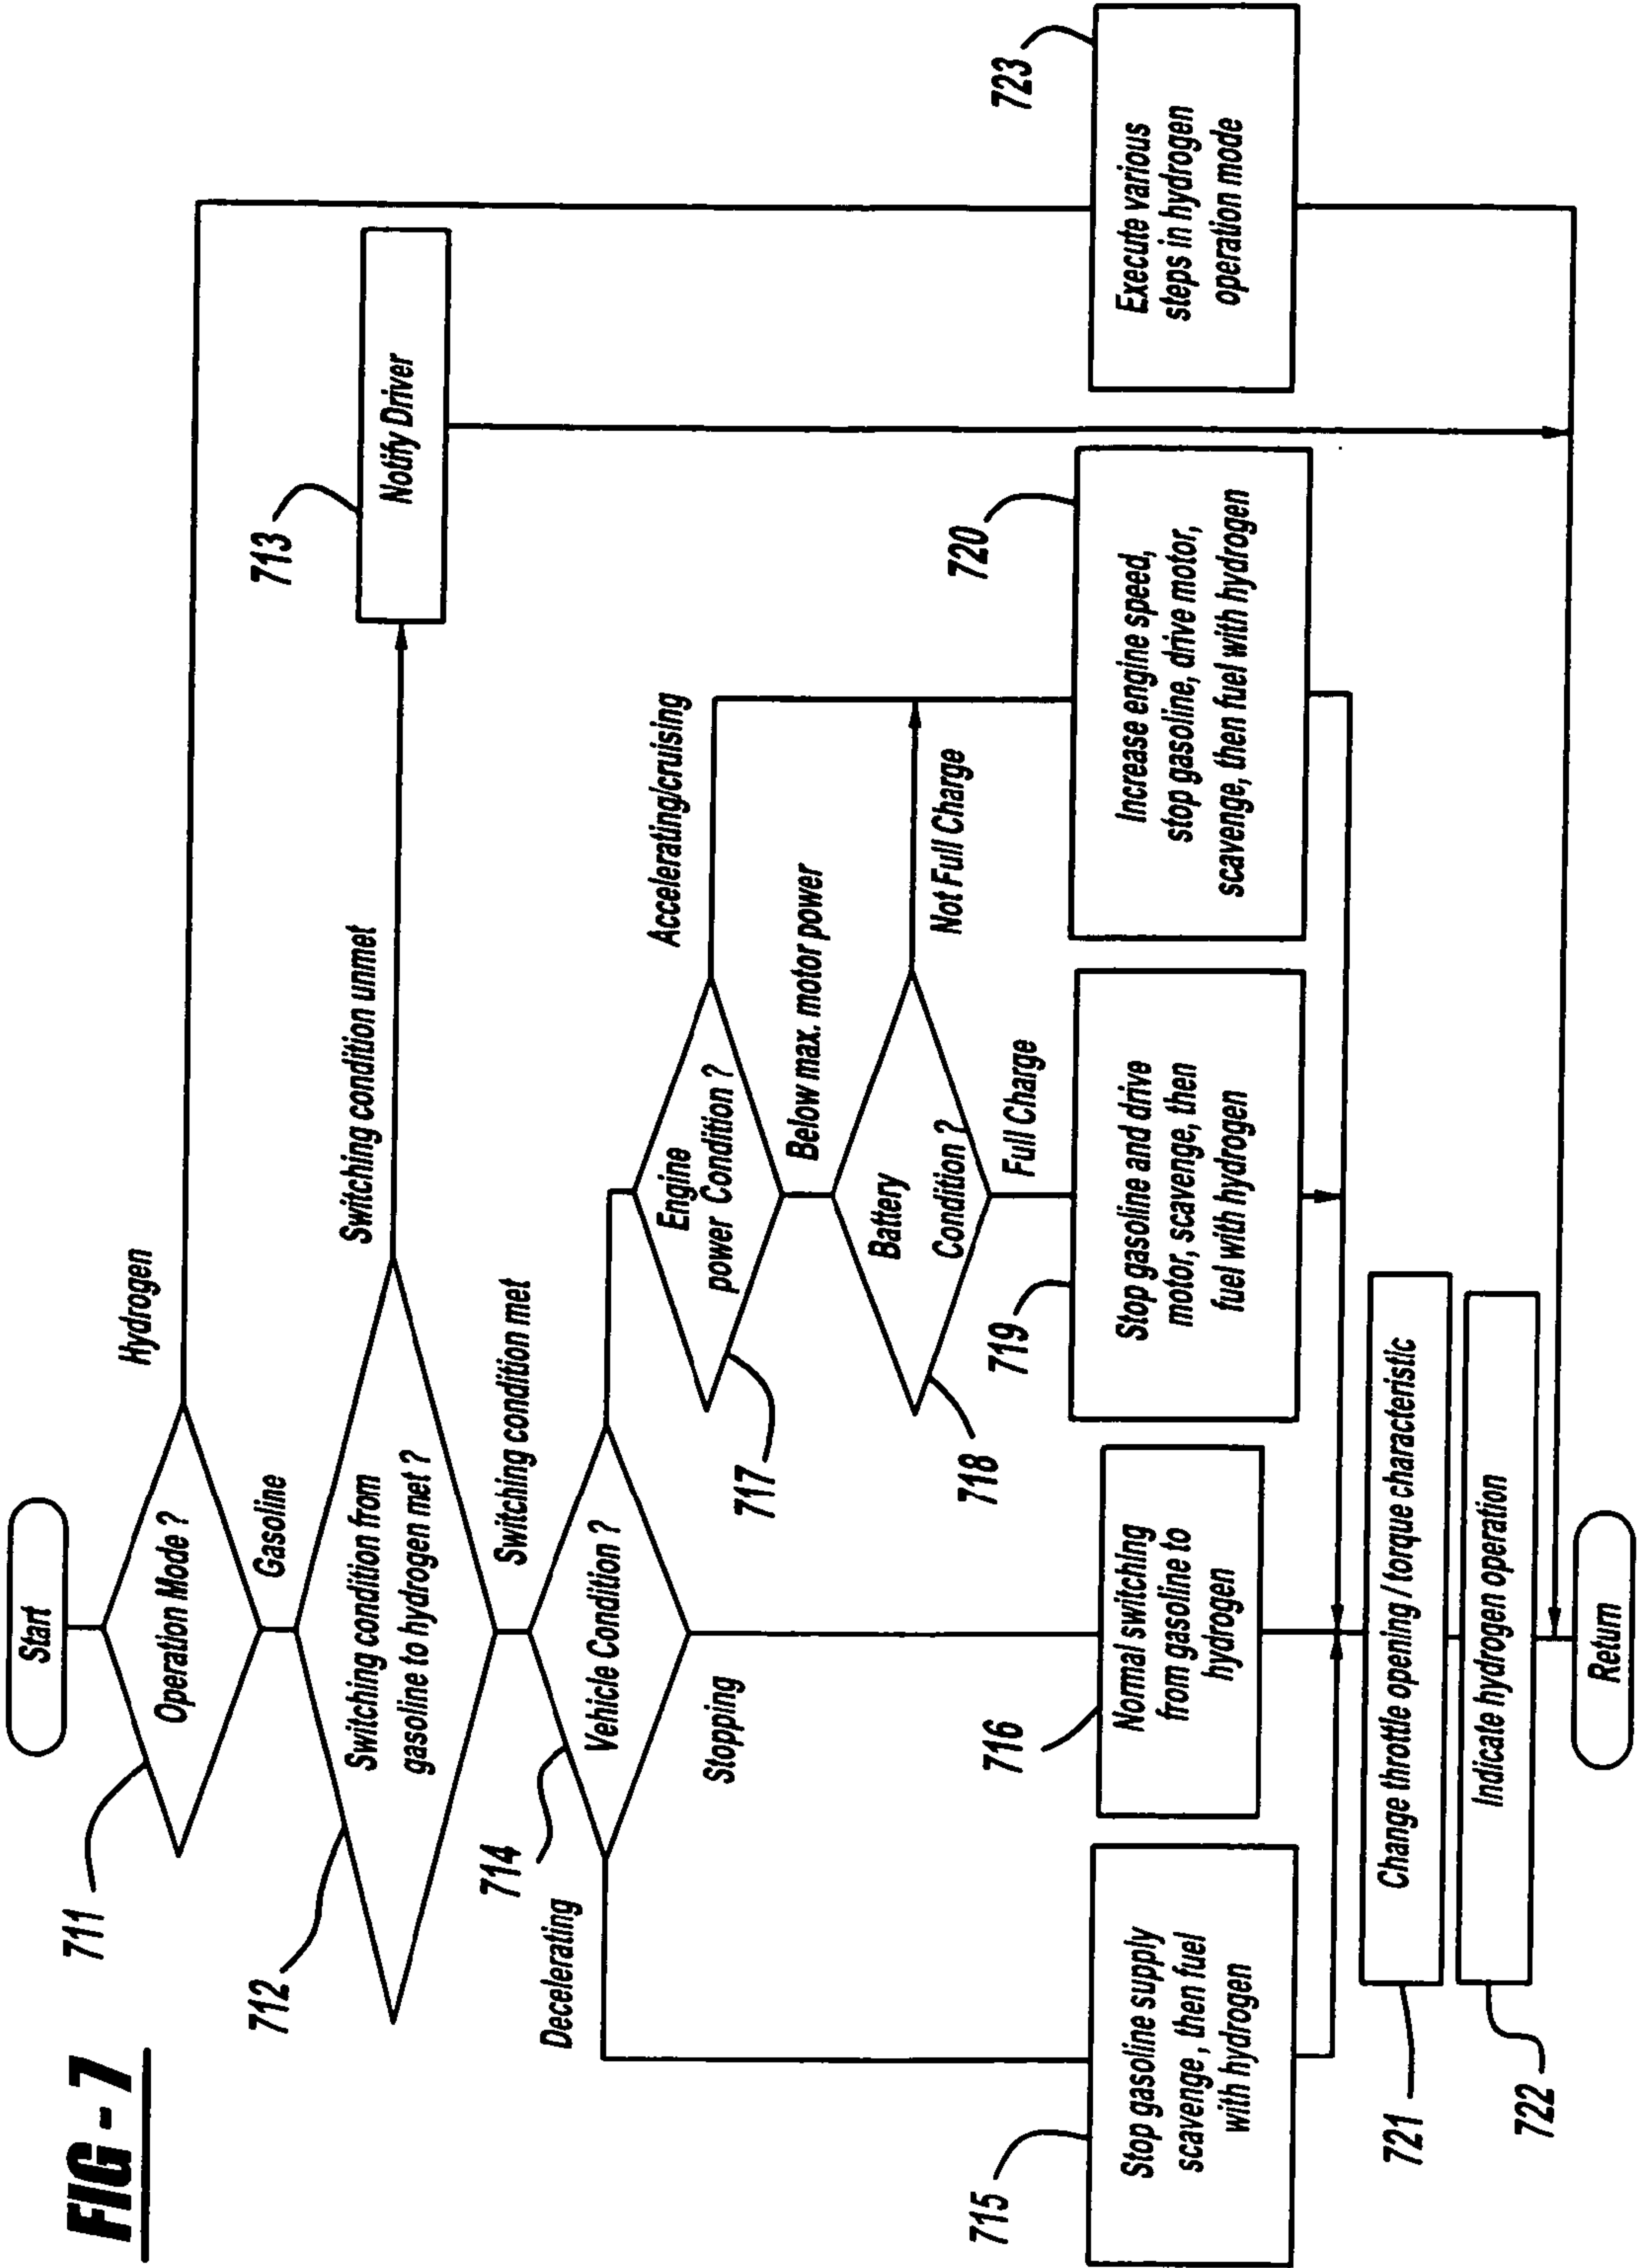 FIG - 7
Start
711
Operation Mode ?
Hydrogen
Gasoline
712
Switching condition from
gasoline to hydrogen met ?
Switching condition unmet
713
Notify Driver
Switching condition met
714
Vehicle Condition ?
Decelerating
Stopping
Engine
power Condition ?
717
Accelerating/cruising
Below max. motor power
Battery
Condition ?
718
Not Full Charge
Full Charge
715
Stop gasoline supply
scavenge , then fuel
with hydrogen
716
Normal switching
from gasoline to
hydrogen
719
Stop gasoline and drive
motor, scavenge, then
fuel with hydrogen
720
Increase engine speed,
stop gasoline, drive motor,
scavenge, then fuel with hydrogen
723
Execute various
steps in hydrogen
operation mode
721
Change throttle opening / torque characteristic
722
Indicate hydrogen operation
Return